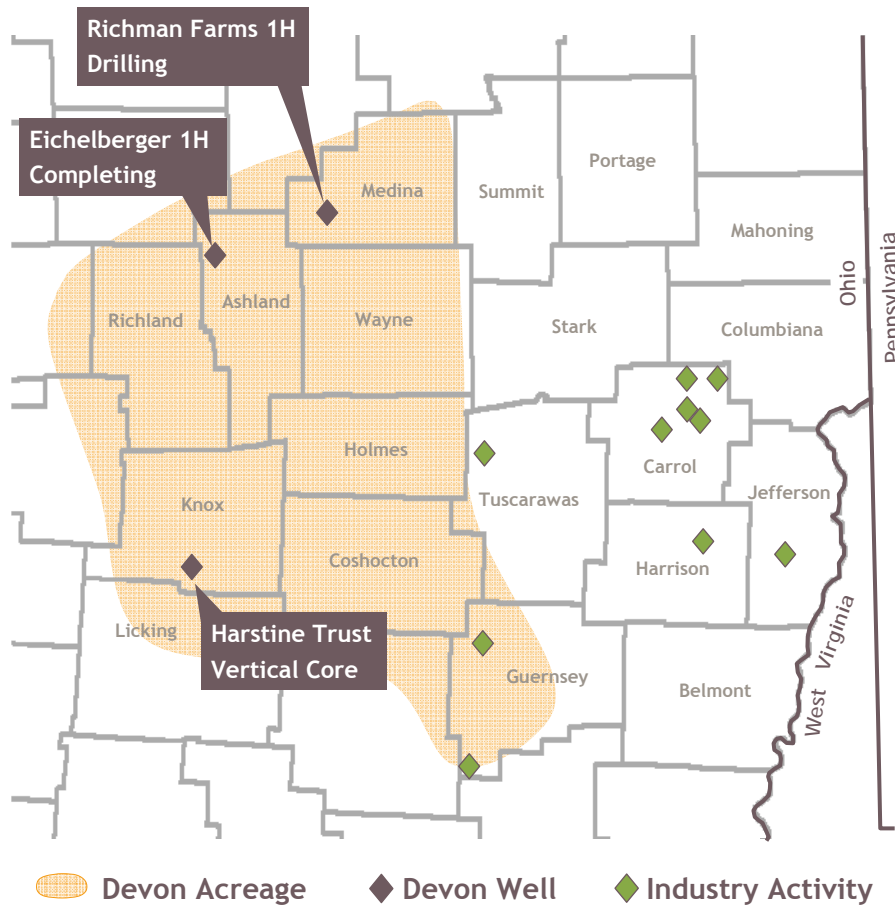 Richman Farms 1H
Drilling
Eichelberger 1H
Completing
Portage
Medina
Summit
Mahoning
Ohio
Pennsylvania
Ashland
Richland
Wayne
Stark
Columbiana
Holmes
Carrol
Knox
Tuscarawas
Jefferson
Coshocton
Harrison
Licking
Harstine Trust
Vertical Core
Guernsey
Belmont
West Virginia
Devon Acreage
Devon Well
Industry Activity